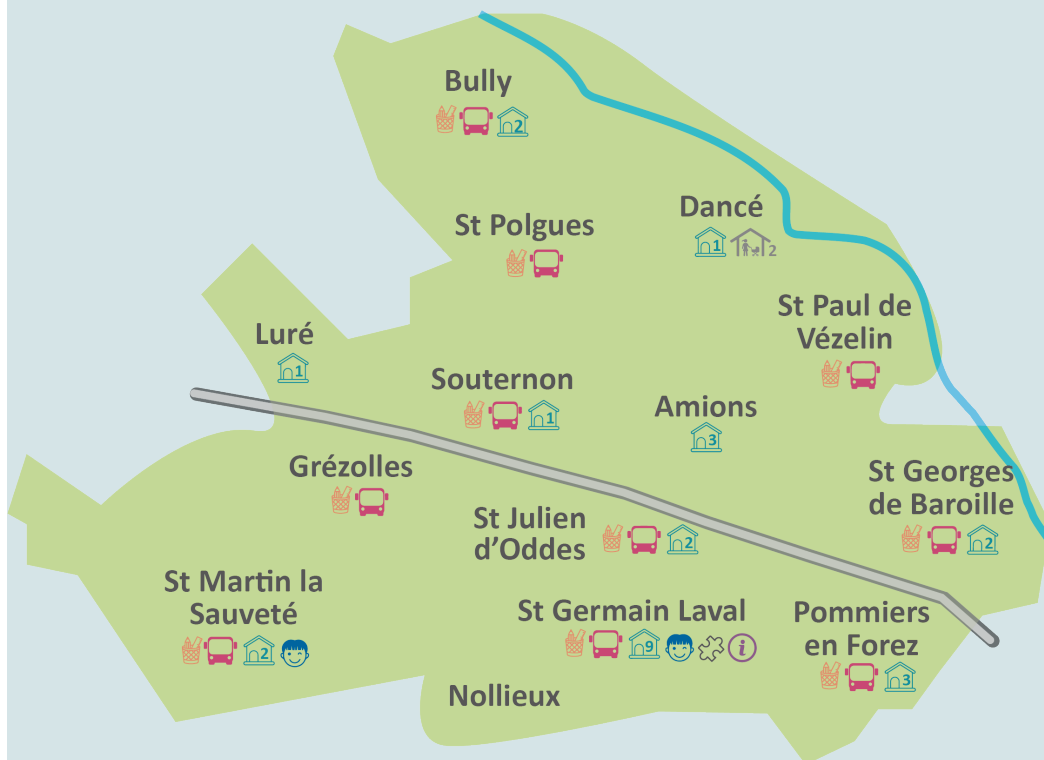 Bully
2
Dancé
1
2
St Polgues
St Paul de
Vézelin
Luré
1
Souternon
1
Amions
3
Grézolles
St Georges
de Baroille
2
St Julien
d’Oddes
2
St Martin la
Sauveté
2
St Germain Laval
9
i
Pommiers
en Forez
3
Nollieux